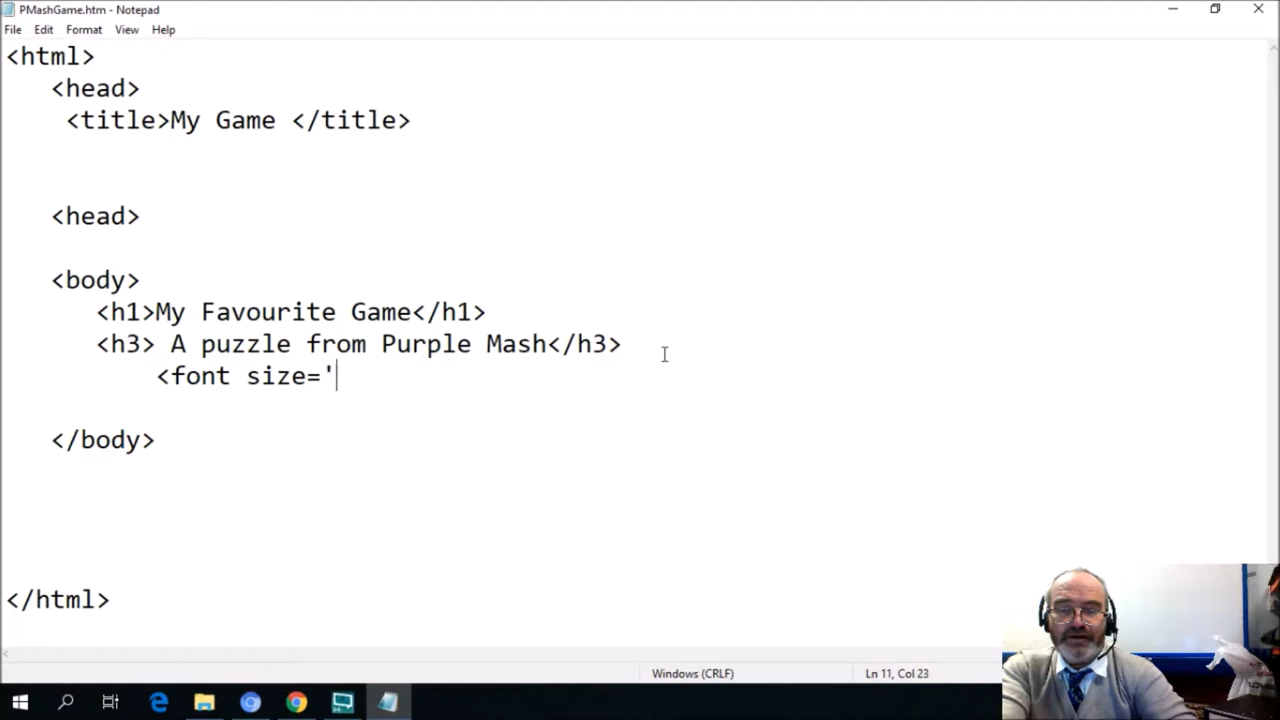 PMashGame.htm - Notepad
File Edit Format View Help
<html>
<head>
<title>My Game </title>
<head>
<body>
<h1>My Favourite Game</h1>
<h3> A puzzle from Purple Mash</h3>
<font size='
</body>
</html>
Windows (CRLF) Ln 11, Col 23